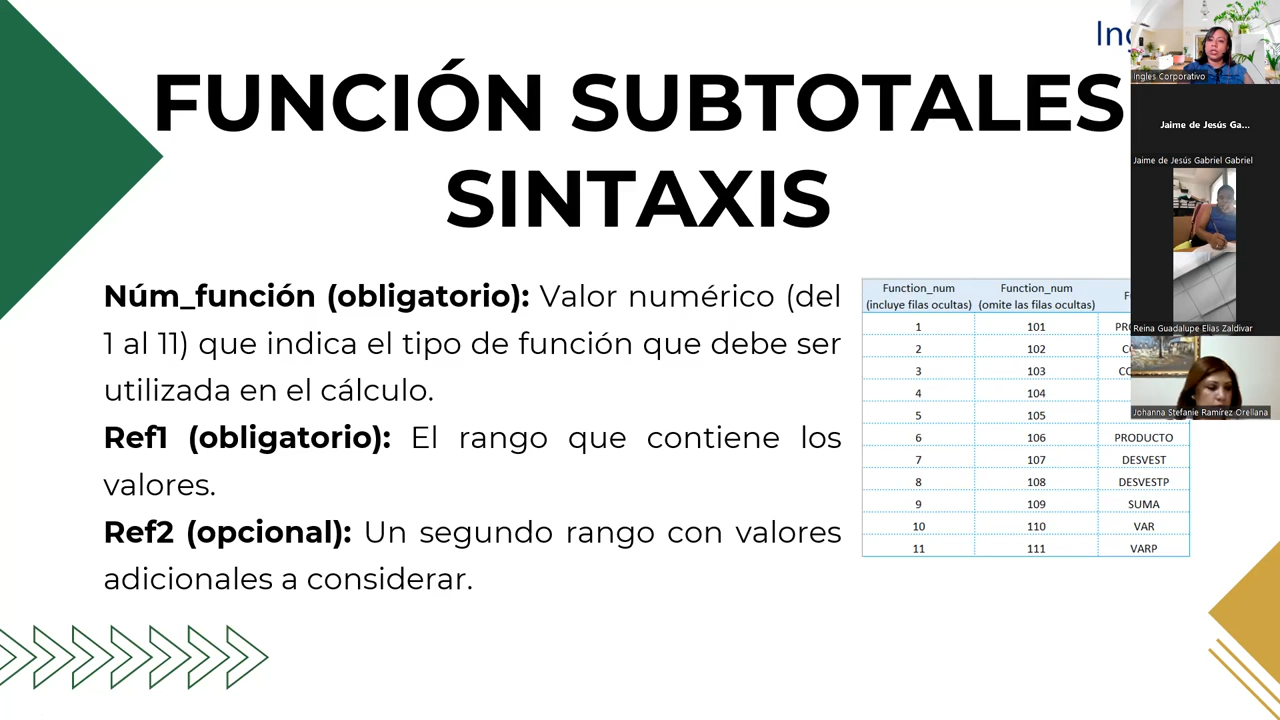 FUNCIÓN SUBTOTALES
SINTAXIS
Núm_función (obligatorio): Valor numérico (del
1 al 11) que indica el tipo de función que debe ser
utilizada en el cálculo.
Ref1 (obligatorio): El rango que contiene los
valores.
Ref2 (opcional): Un segundo rango con valores
adicionales a considerar.
Function_num Function_num
(incluye filas ocultas) (omite las filas ocultas)
1 101
2 102
3 103
4 104
5 105
6 106 PRODUCTO
7 107 DESVEST
8 108 DESVESTP
9 109 SUMA
10 110 VAR
11 111 VARP
Ingles Corporativo
Jaime de Jesús Ga...
Jaime de Jesús Gabriel Gabriel
Reina Guadalupe Elias Zaldivar
Johanna Stefanie Ramírez Orellana